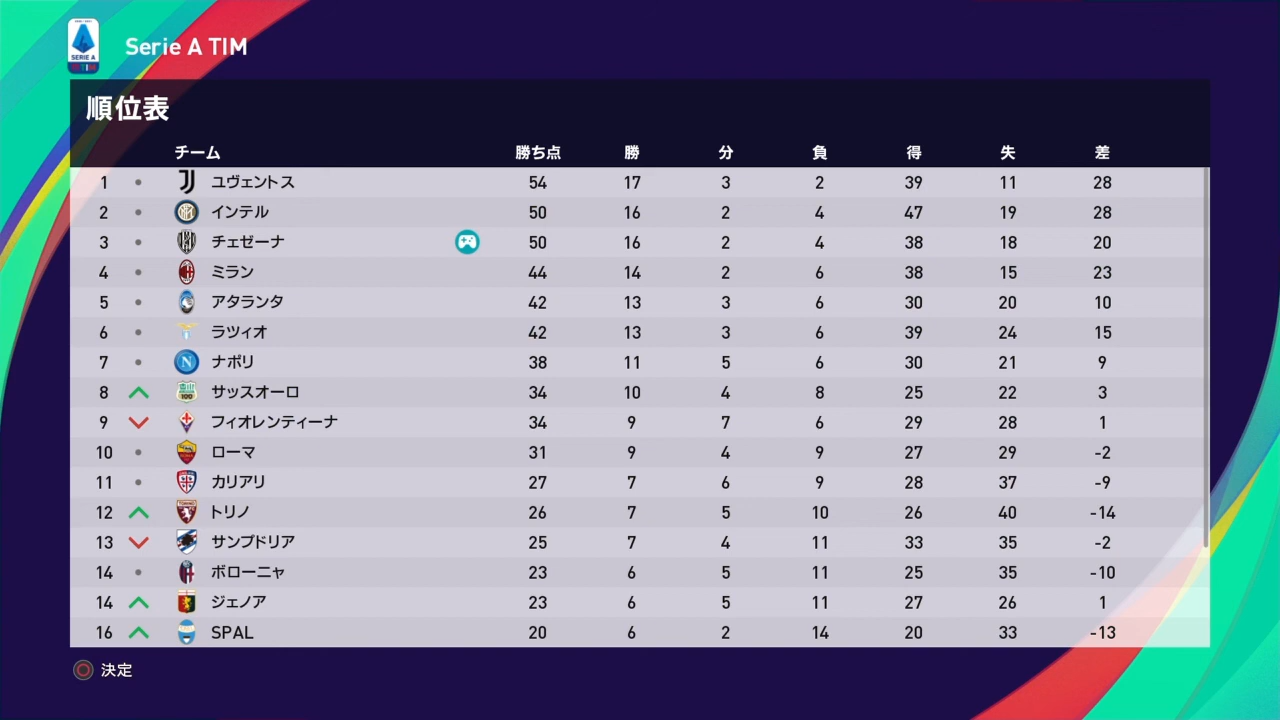 SERIE A
TIM
Serie A TIM
順位表
チーム 勝ち点 勝 分 負 得 失 差
1 ユヴェントス 54 17 3 2 39 11 28
2 インテル 50 16 2 4 47 19 28
3 チェゼーナ 50 16 2 4 38 18 20
4 ミラン 44 14 2 6 38 15 23
5 アタランタ 42 13 3 6 30 20 10
6 ラツィオ 42 13 3 6 39 24 15
7 N ナポリ 38 11 5 6 30 21 9
8 サッスオーロ 34 10 4 8 25 22 3
9 フィオレンティーナ 34 9 7 6 29 28 1
10 ローマ 31 9 4 9 27 29 -2
11 カリアリ 27 7 6 9 28 37 -9
12 トリノ 26 7 5 10 26 40 -14
13 サンプドリア 25 7 4 11 33 35 -2
14 ボローニャ 23 6 5 11 25 35 -10
14 ジェノア 23 6 5 11 27 26 1
16 SPAL 20 6 2 14 20 33 -13
決定